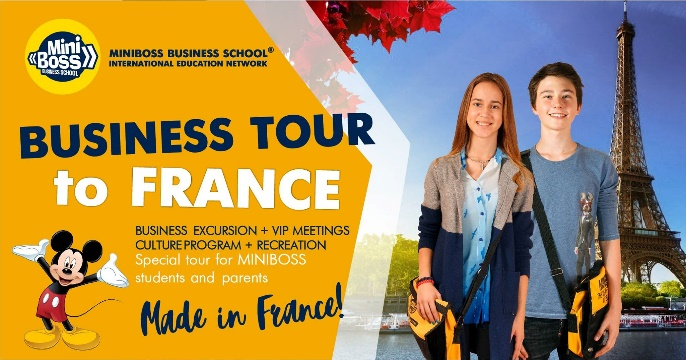 Mini
BOSS
BUSINESS SCHOOL
MINIBOSS BUSINESS SCHOOL®
INTERNATIONAL EDUCATION NETWORK
BUSINESS TOUR
to FRANCE
BUSINESS EXCURSION + VIP MEETINGS
CULTURE PROGRAM + RECREATION
Special tour for MINIBOSS
students and parents
Made in France!